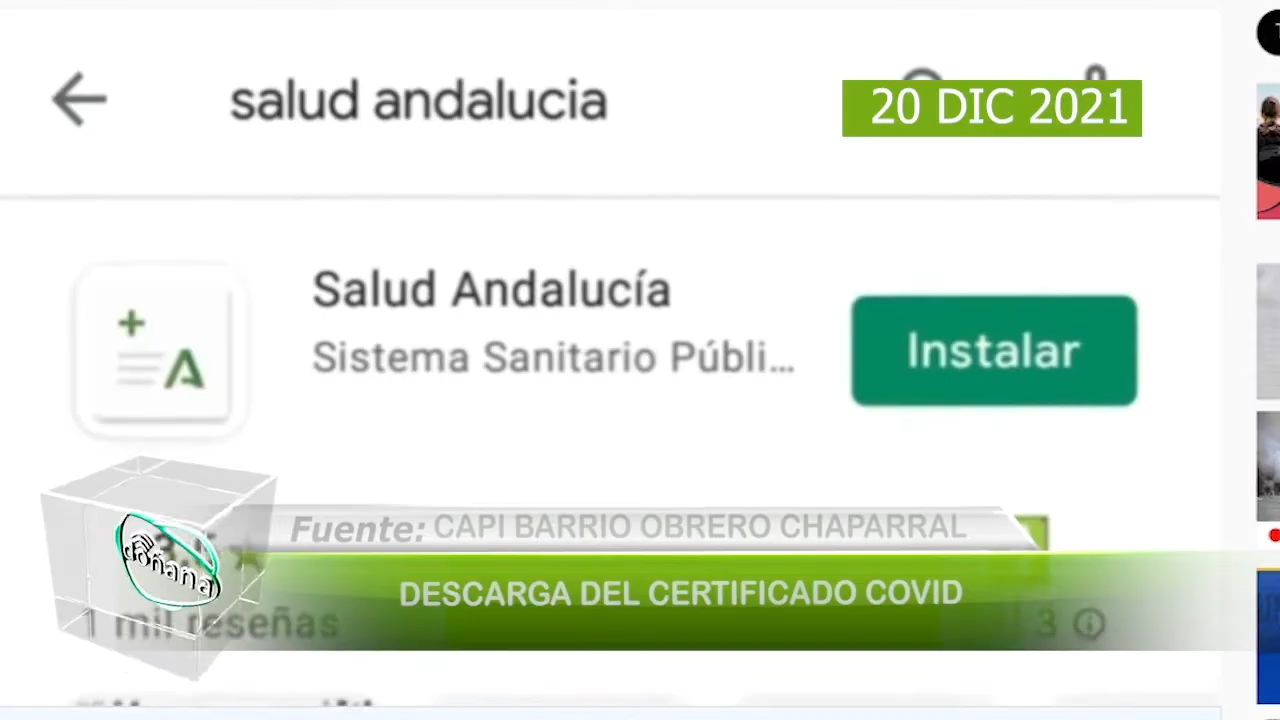 salud andalucia
20 DIC 2021
Salud Andalucía
Sistema Sanitario Públi...
Instalar
Fuente: CAPI BARRIO OBRERO CHAPARRAL
doñana
DESCARGA DEL CERTIFICADO COVID
1 mil reseñas
3